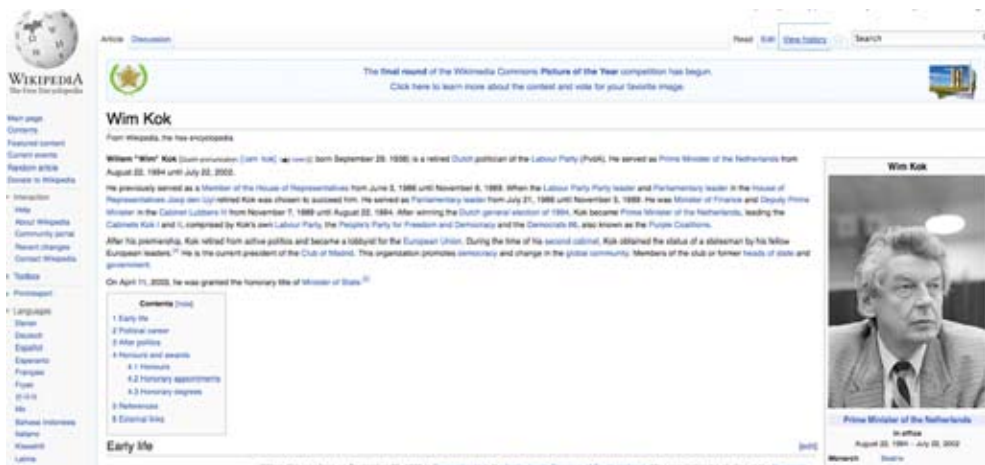 WIKIPEDIA
The Free Encyclopedia
Main page
Contents
Featured content
Current events
Random article
Donate to Wikipedia
Interaction
Help
About Wikipedia
Community portal
Recent changes
Contact Wikipedia
Toolbox
Print/export
Languages
Deutsch
Español
Esperanto
Français
Frysk
한국어
Ido
Bahasa Indonesia
Italiano
Kiswahili
Latina
Article Discussion
Read Edit View history Search
The final round of the Wikimedia Commons Picture of the Year competition has begun.
Click here to learn more about the contest and vote for your favorite image.
Wim Kok
From Wikipedia, the free encyclopedia
Willem "Wim" Kok born September 29, 1938) is a retired Dutch politician of the Labour Party (PvdA). He served as Prime Minister of the Netherlands from
August 22, 1994 until July 22, 2002.
He previously served as a Member of the House of Representatives from June 3, 1986 until November 6, 1989. When the Labour Party Party leader and Parliamentary leader in the House of
Representatives Joop den Uyl retired Kok was chosen to succeed him. He served as Parliamentary leader from July 21, 1986 until November 5, 1989. He was Minister of Finance and Deputy Prime
Minister in the Cabinet Lubbers III from November 7, 1989 until August 22, 1994. After winning the Dutch general election of 1994, Kok became Prime Minister of the Netherlands, leading the
Cabinets Kok I and II, comprised by Kok's own Labour Party, the People's Party for Freedom and Democracy and the Democrats 66, also known as the Purple Coalitions.
After his premiership, Kok retired from active politics and became a lobbyist for the European Union. During the time of his second cabinet, Kok obtained the status of a statesman by his fellow
European leaders. He is the current president of the Club of Madrid. This organization promotes democracy and change in the global community. Members of the club or former heads of state and
government.
On April 11, 2003, he was granted the honorary title of Minister of State.
Contents [hide]
1 Early life
2 Political career
3 After politics
4 Honours and awards
4.1 Honours
4.2 Honorary appointments
4.3 Honorary degrees
5 References
6 External links
Early life [edit]
Wim Kok
Prime Minister of the Netherlands
In office
August 22, 1994 – July 22, 2002
Monarch Beatrix